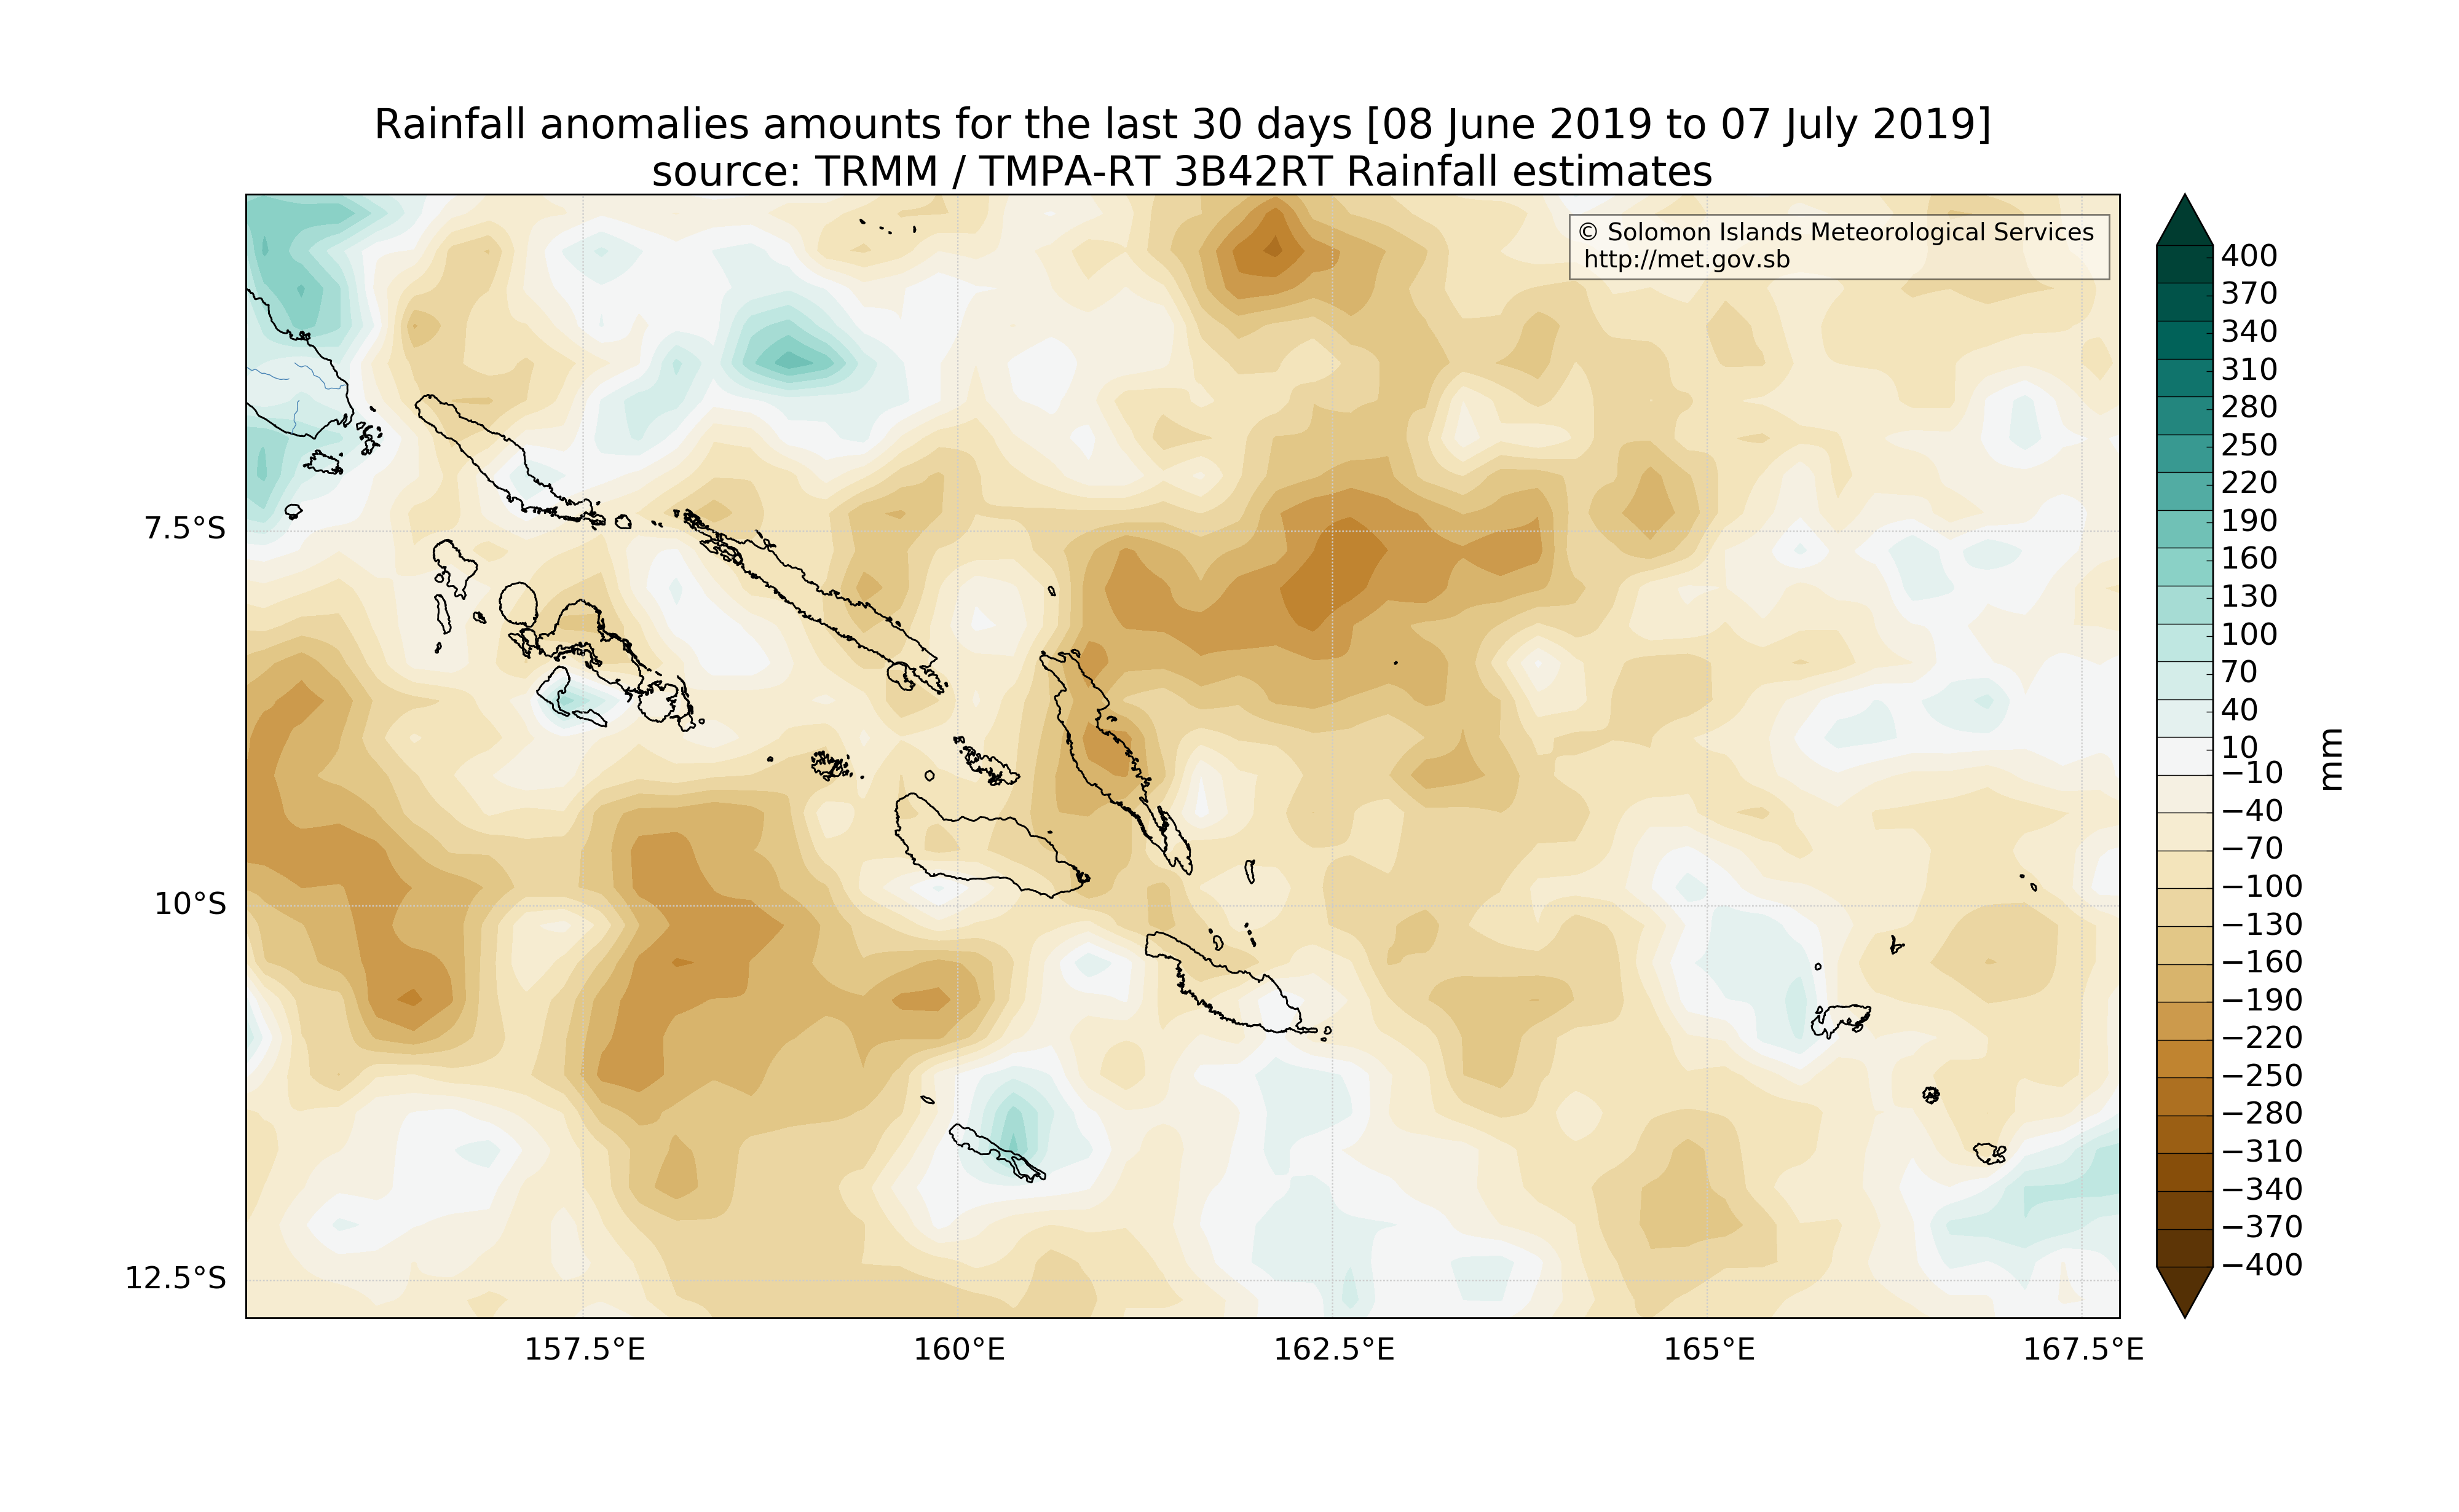 Rainfall anomalies amounts for the last 30 days [08 June 2019 to 07 July 2019]
source: TRMM / TMPA-RT 3B42RT Rainfall estimates
© Solomon Islands Meteorological Services
http://met.gov.sb
7.5°S
10°S
12.5°S
157.5°E
160°E
162.5°E
165°E
167.5°E
400
370
340
310
280
250
220
190
160
130
100
70
40
10
−10
−40
−70
−100
−130
−160
−190
−220
−250
−280
−310
−340
−370
−400
mm